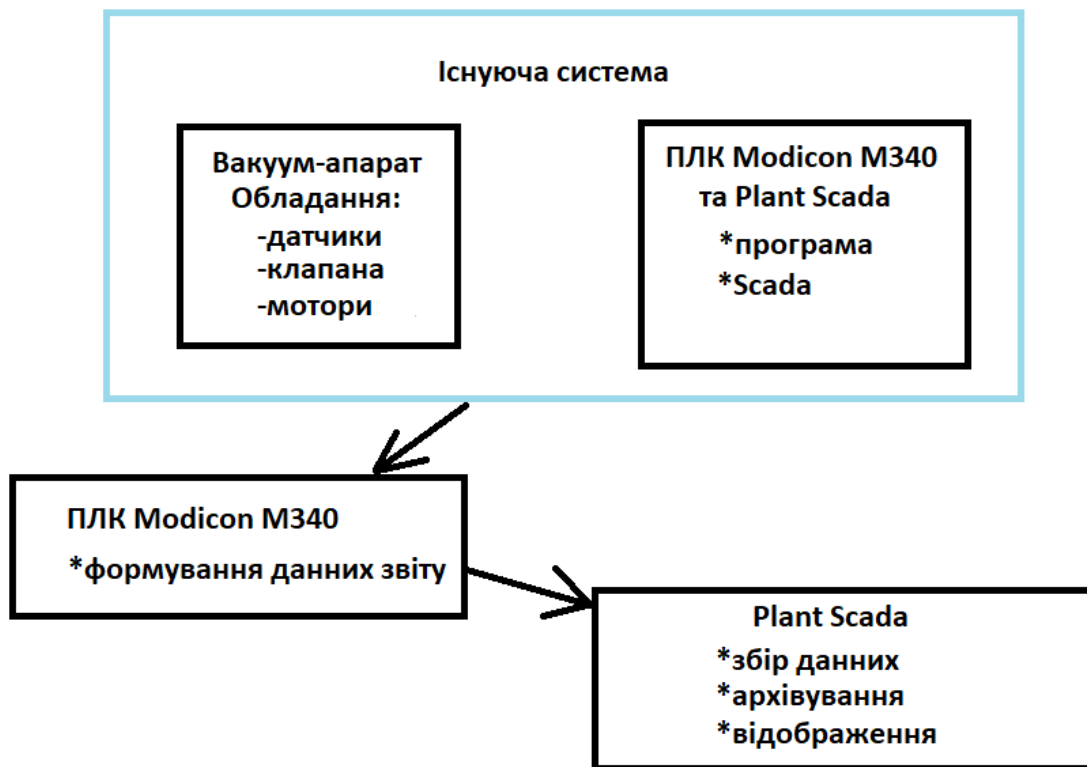 Існуюча система
Вакуум-апарат
Обладання:
-датчики
-клапана
-мотори
ПЛК Modicon M340
та Plant Scada
*програма
*Scada
ПЛК Modicon M340
*формування данних звіту
Plant Scada
*збір данних
*архівування
*відображення